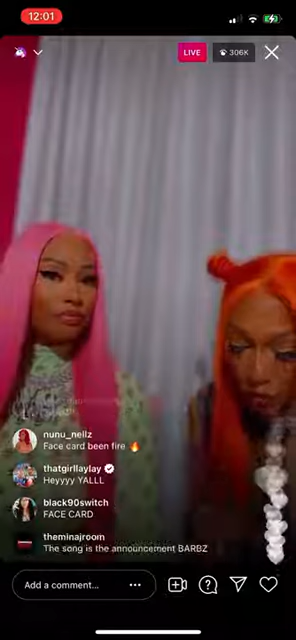 12:01
LIVE
306K
nunu_nellz
Face card been fire 🔥
thatgirllaylay
Heyyyy YALLL
black90switch
FACE CARD
theminajroom
The song is the announcement BARBZ
Add a comment...